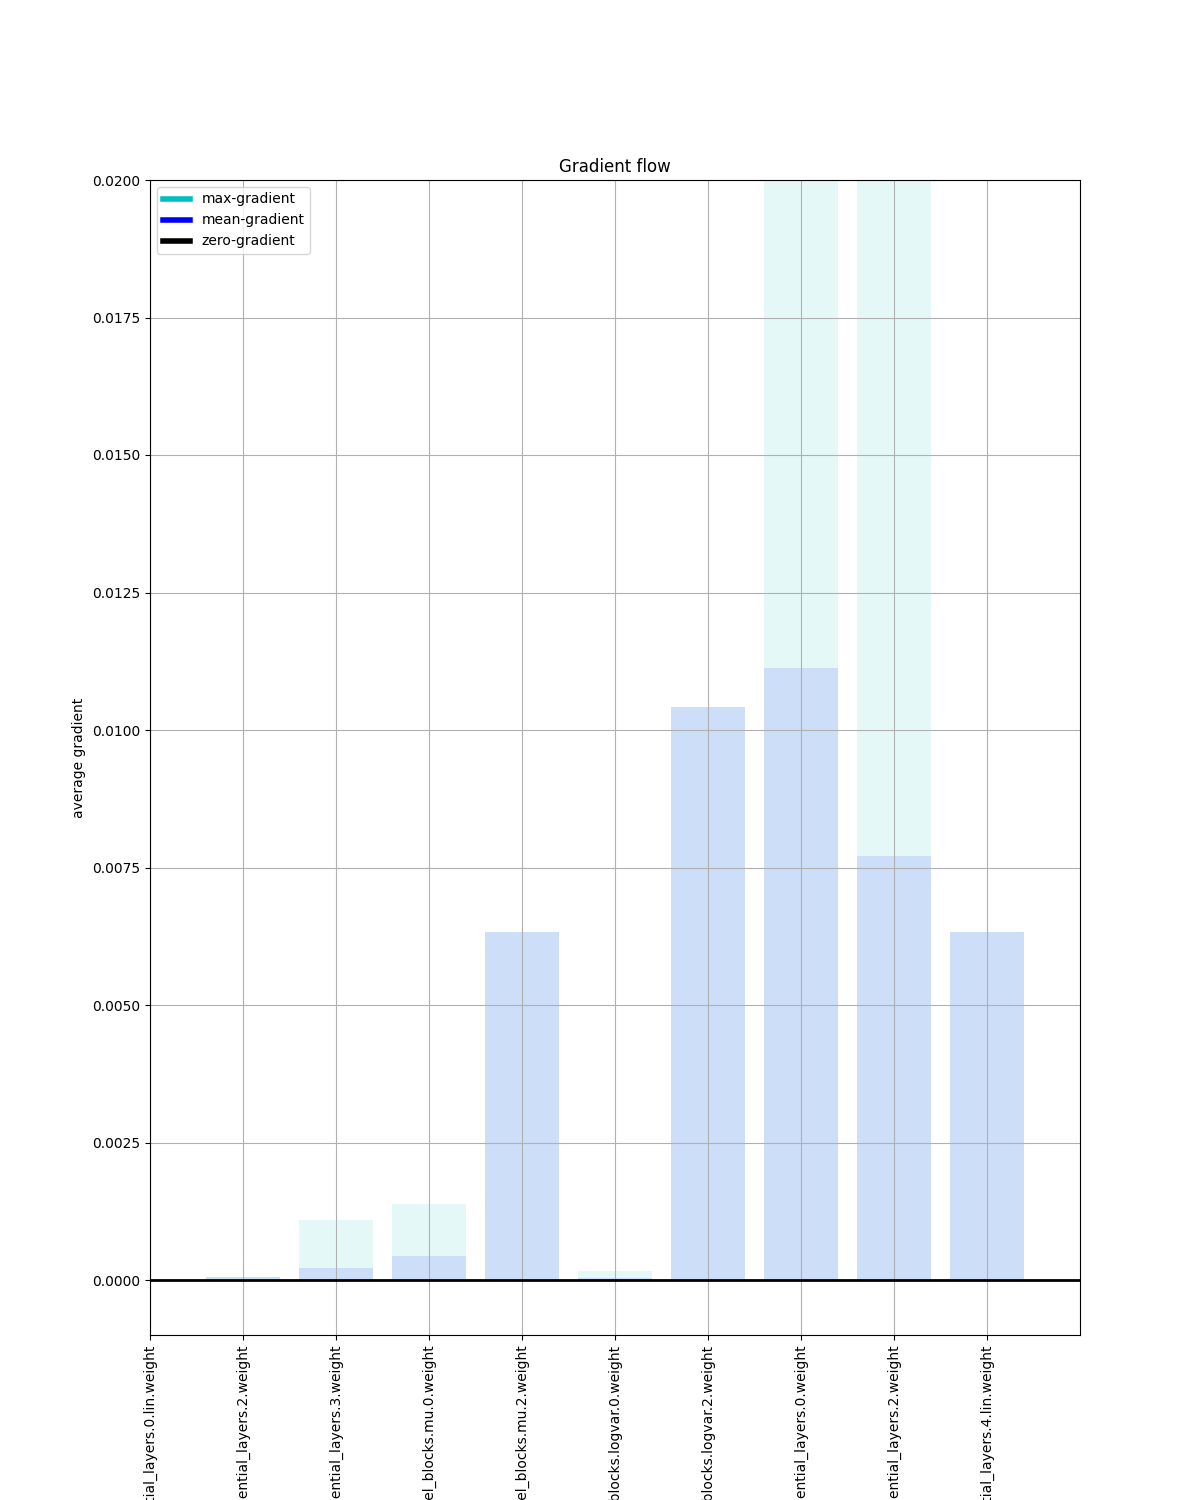 Gradient flow
max-gradient
mean-gradient
zero-gradient
0.0200
0.0175
0.0150
0.0125
0.0100
0.0075
0.0050
0.0025
0.0000
average gradient
tial_layers.0.lin.weight
ential_layers.2.weight
ential_layers.3.weight
el_blocks.mu.0.weight
el_blocks.mu.2.weight
blocks.logvar.0.weight
blocks.logvar.2.weight
ential_layers.0.weight
ential_layers.2.weight
tial_layers.4.lin.weight